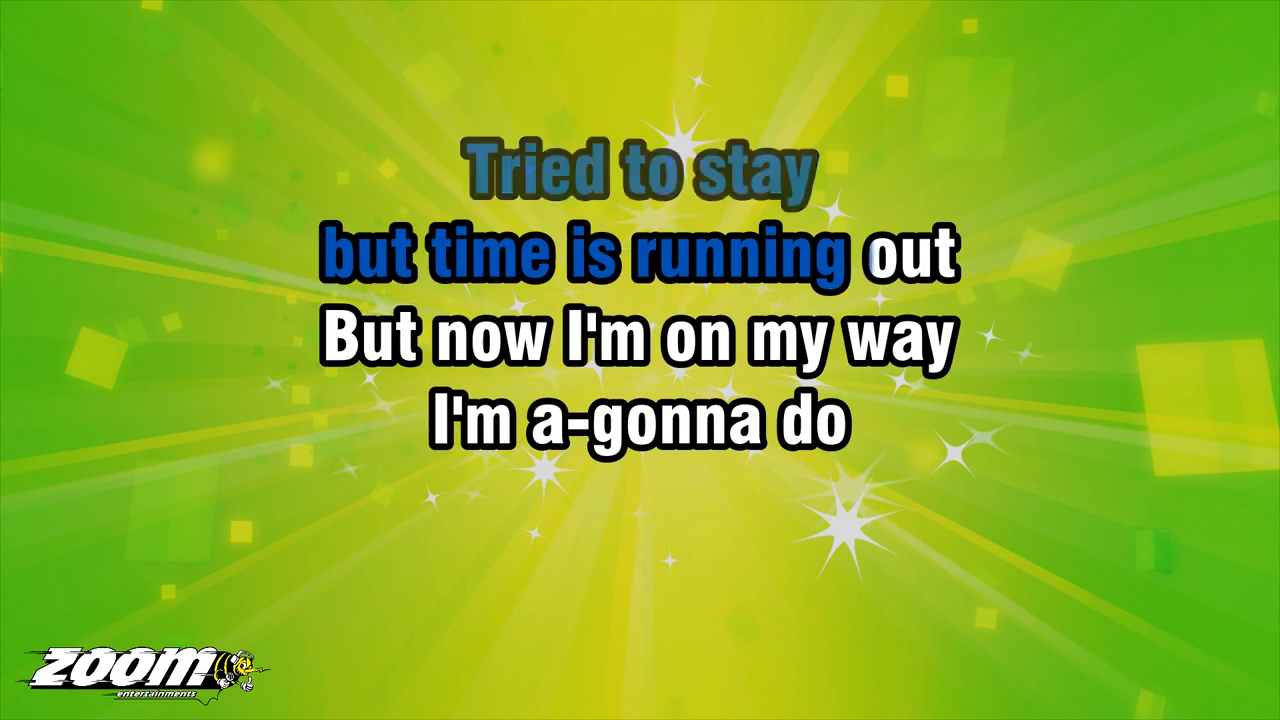 Tried to stay
but time is running out
But now I'm on my way
I'm a-gonna do
ZOOM
entertainments